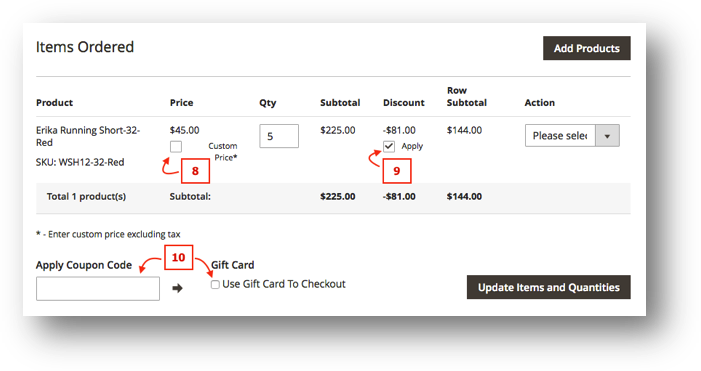 Items Ordered
Add Products
Product Price Qty Subtotal Discount Row Subtotal Action
Erika Running Short-32-Red $45.00 5 $225.00 -$81.00 $144.00 Please selec
Custom Price*
Apply
SKU: WSH12-32-Red
8
9
Total 1 product(s) Subtotal: $225.00 -$81.00 $144.00
* - Enter custom price excluding tax
10
Apply Coupon Code Gift Card
Use Gift Card To Checkout
Update Items and Quantities